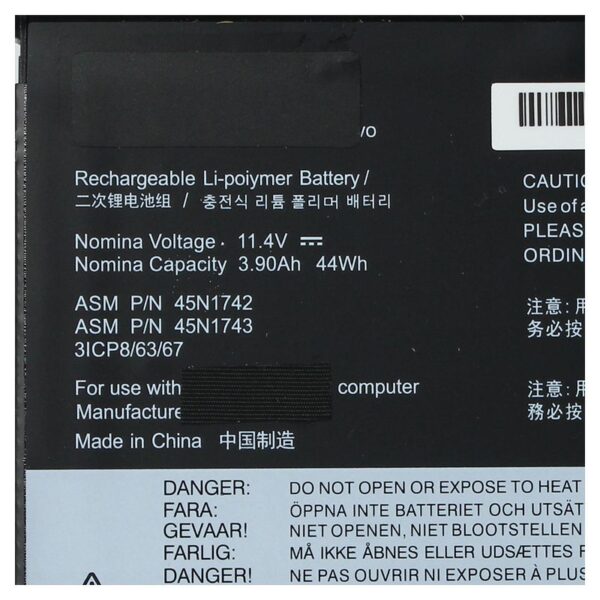 vo
Rechargeable Li-poiymer Battery /
二次锂电池组 / 충전식 리튬 폴리머 배터리
Nomina Voltage · 11.4V
Nomina Capacity 3.90Ah 44Wh
ASM P/N 45N1742
ASM P/N 45N1743
3ICP8/63/67
For use with computer
Manufacture
Made in China 中国制造
CAUTIO
Use of a
PLEAS
ORDIN
注意: 用
务必按
注意: 用
務必按
DANGER: DO NOT OPEN OR EXPOSE TO HEAT
FARA: ÖPPNA INTE BATTERIET OCH UTSÄT
GEVAAR! NIET OPENEN, NIET BLOOTSTELLEN
FARLIG: MÅ IKKE ÅBNES ELLER UDSÆTTES F
DANGER! NE PAS OUVRIR NI EXPOSER À PLUS